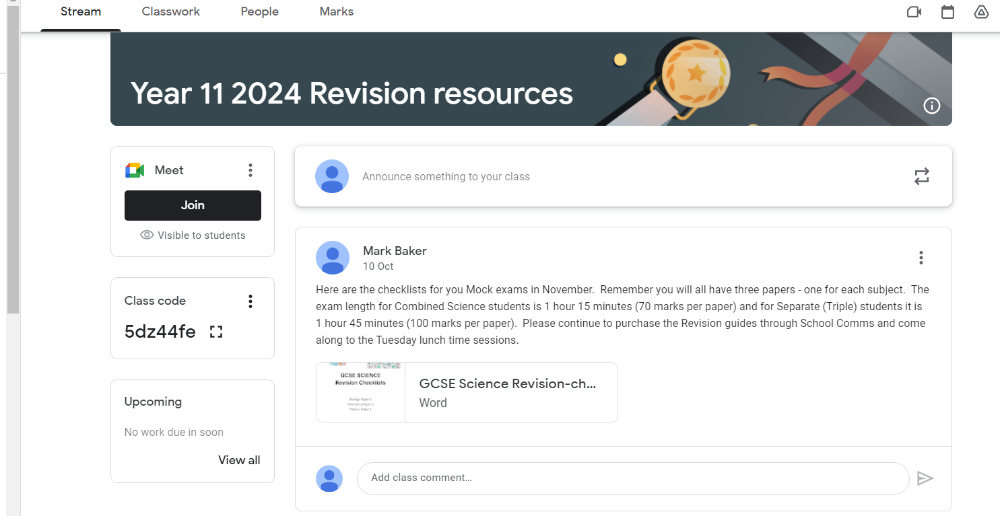 Stream
Classwork
People
Marks
Year 11 2024 Revision resources
Meet
Join
Visible to students
Class code
5dz44fe
Upcoming
No work due in soon
View all
Announce something to your class
Mark Baker
10 Oct
Here are the checklists for you Mock exams in November.  Remember you will all have three papers - one for each subject.  The
exam length for Combined Science students is 1 hour 15 minutes (70 marks per paper) and for Separate (Triple) students it is
1 hour 45 minutes (100 marks per paper).  Please continue to purchase the Revision guides through School Comms and come
along to the Tuesday lunch time sessions.
GCSE SCIENCE
Revision Checklists
Biology Paper 1
Chemistry Paper 1
Physics Paper 1
GCSE Science Revision-ch...
Word
Add class comment...